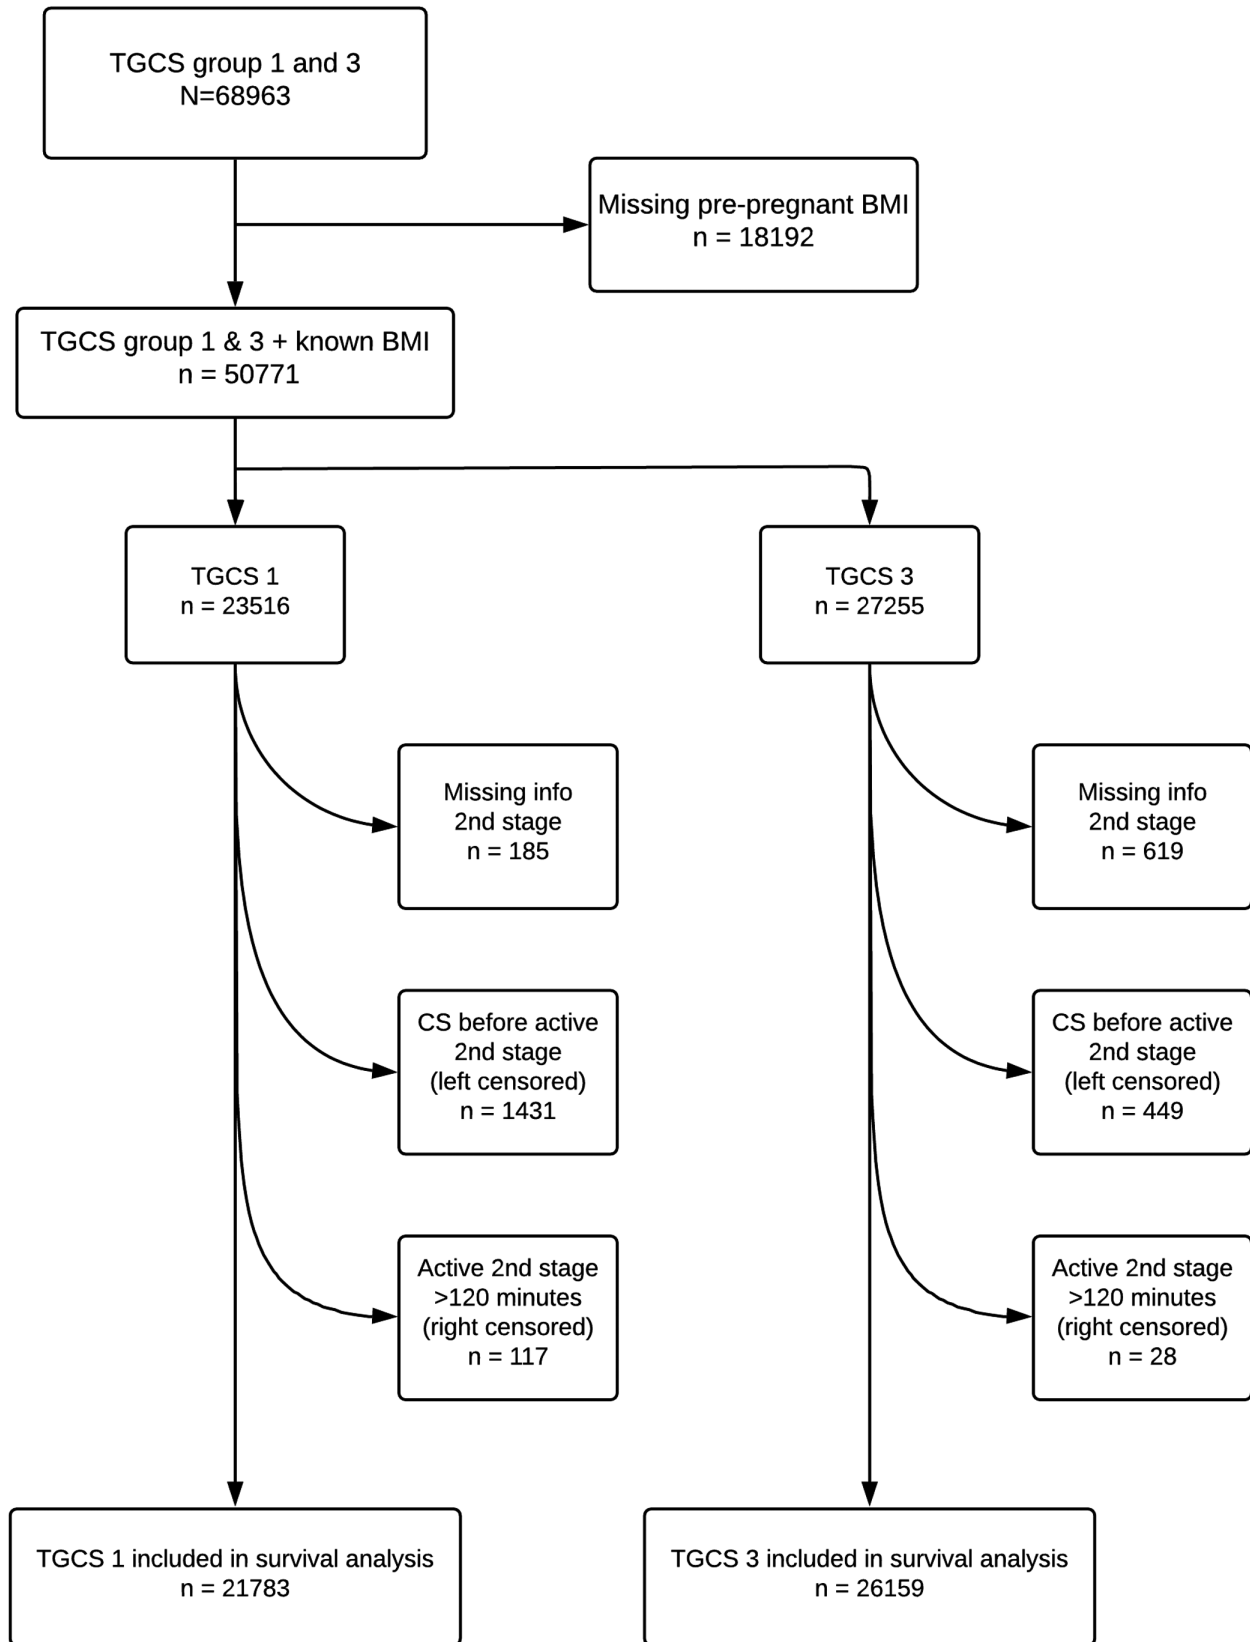 TGCS group 1 and 3
N=68963
Missing pre-pregnant BMI
n = 18192
TGCS group 1 & 3 + known BMI
n = 50771
TGCS 1
n = 23516
TGCS 3
n = 27255
Missing info
2nd stage
n = 185
Missing info
2nd stage
n = 619
CS before active
2nd stage
(left censored)
n = 1431
CS before active
2nd stage
(left censored)
n = 449
Active 2nd stage
>120 minutes
(right censored)
n = 117
Active 2nd stage
>120 minutes
(right censored)
n = 28
TGCS 1 included in survival analysis
n = 21783
TGCS 3 included in survival analysis
n = 26159